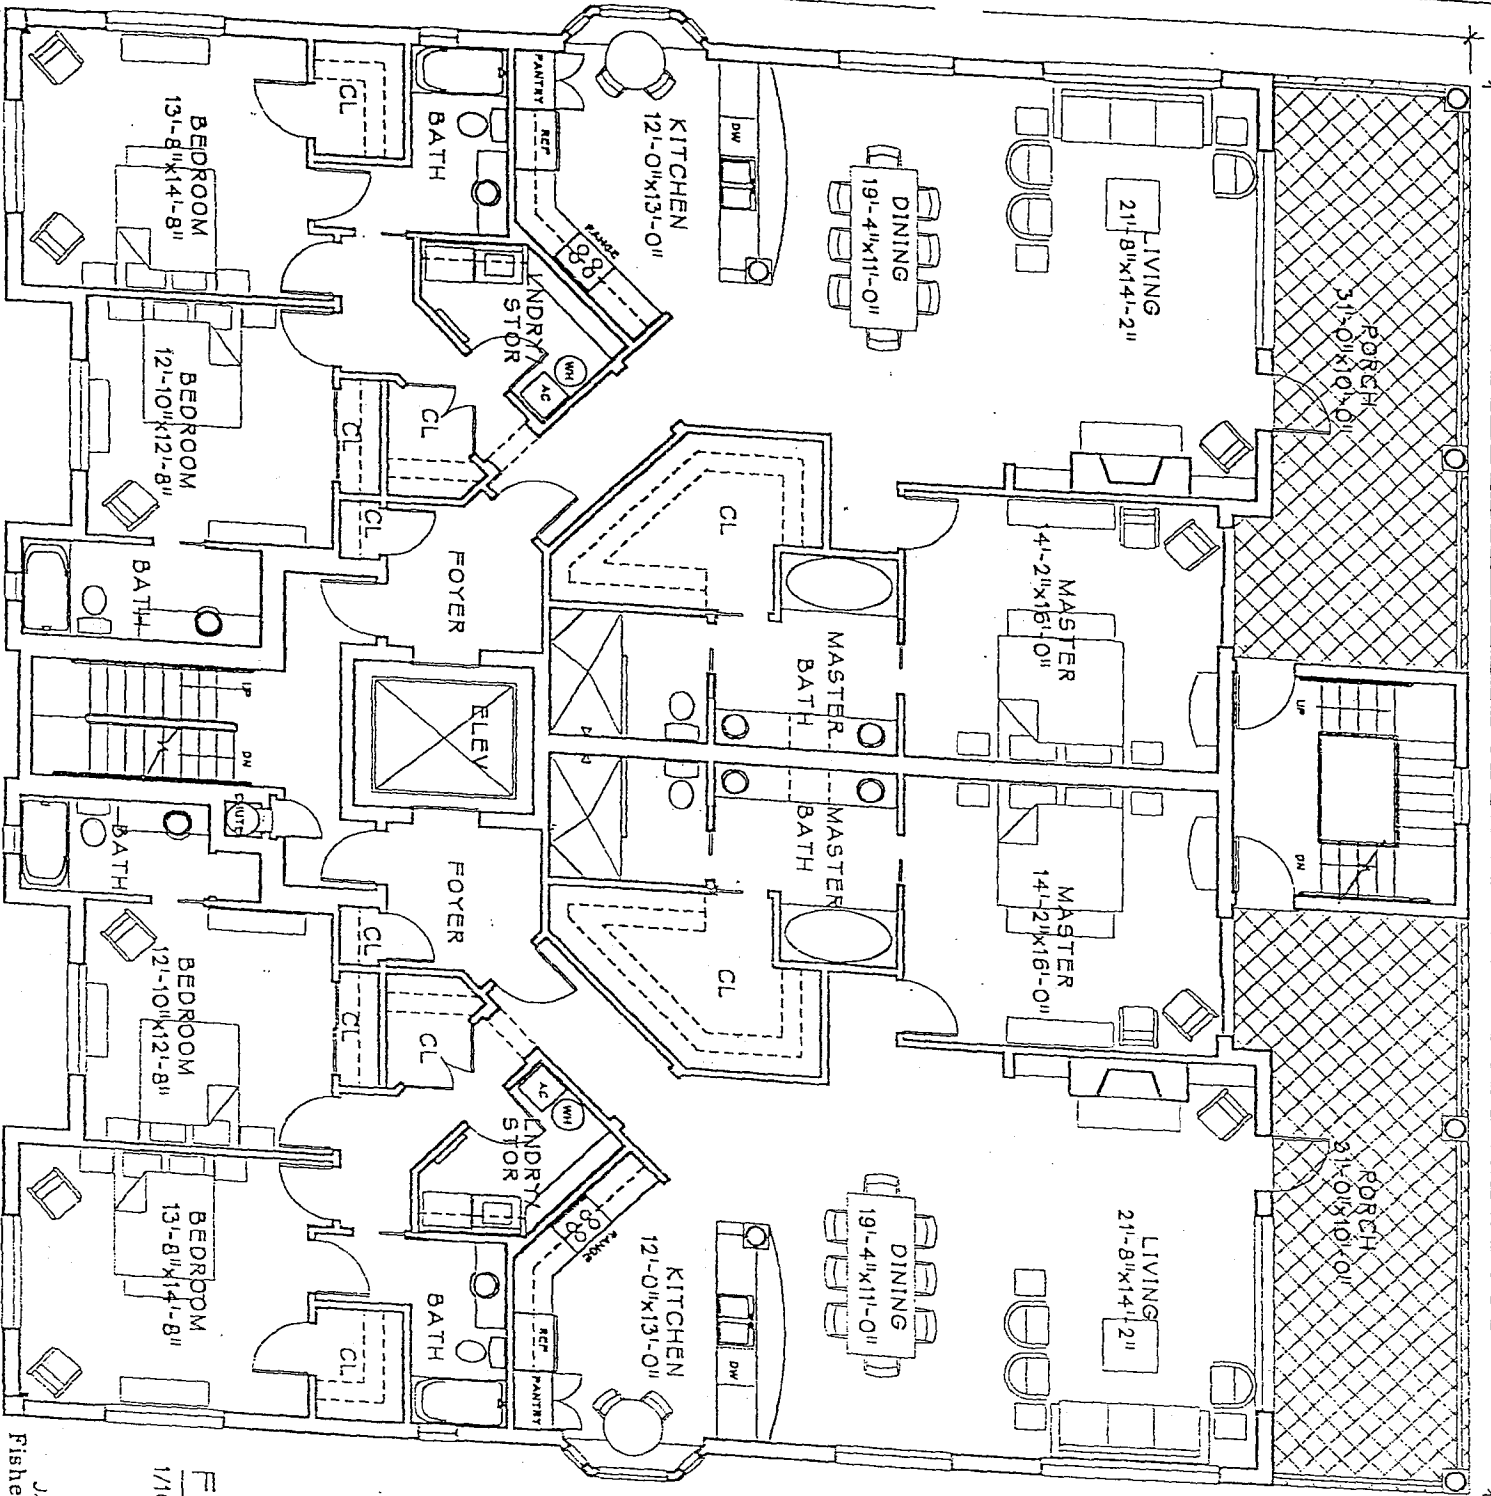 BEDROOM
13'-8"x14'-8"
CL
BATH
PANTRY
REF
KITCHEN
12'-0"x13'-0"
RANGE
DW
DINING
19'-4"x11'-0"
LIVING
21'-8"x14'-2"
PORCH
31'-0"x10'-0"
LNDRY
STOR
WH
AC
BEDROOM
12'-10"x12'-8"
CL
CL
CL
CL
FOYER
BATH
MASTER
BATH
MASTER
14'-2"x16'-0"
UP
DN
ELEV
UP
DN
CHUTE
BATH
MASTER
BATH
MASTER
14'-2"x16'-0"
FOYER
CL
CL
CL
CL
BEDROOM
12'-10"x12'-8"
AC
WH
LNDRY
STOR
PORCH
31'-0"x10'-0"
LIVING
21'-8"x14'-2"
DINING
19'-4"x11'-0"
KITCHEN
12'-0"x13'-0"
RANGE
DW
REF
PANTRY
BATH
CL
BEDROOM
13'-8"x14'-8"
F
1/1
J
Fishe